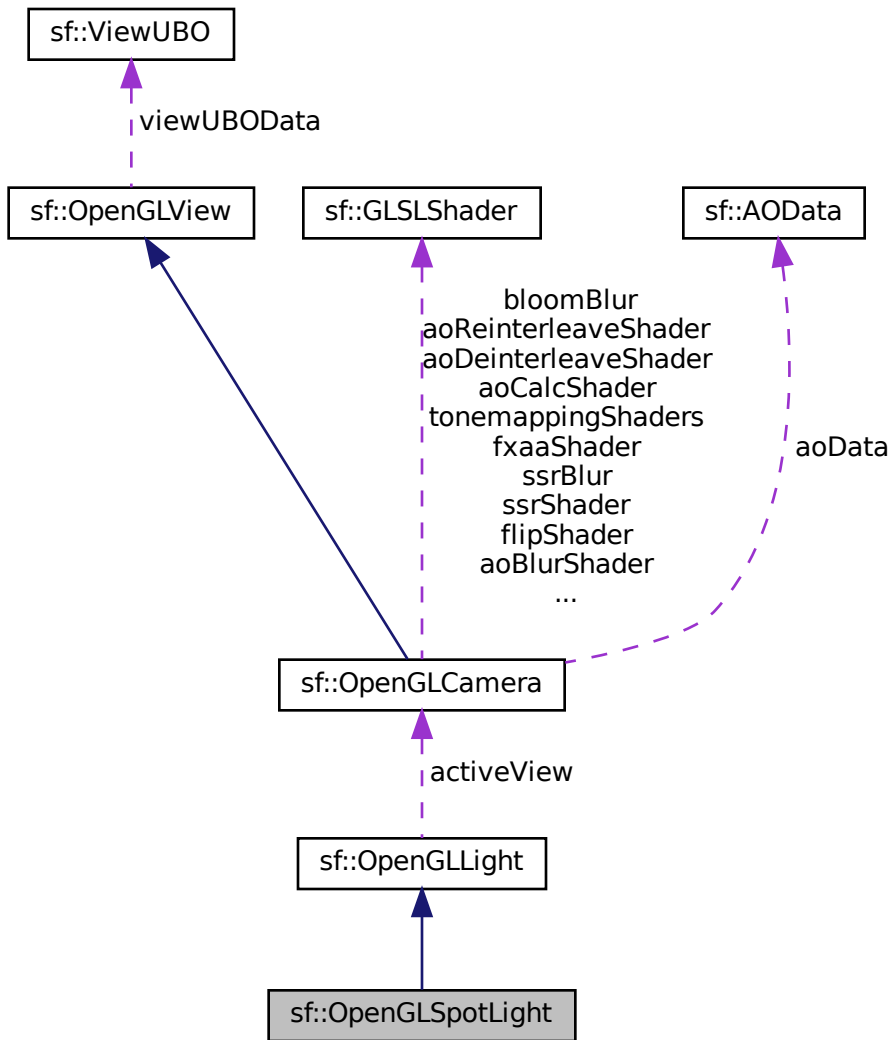 sf::ViewUBO
viewUBOData
sf::OpenGLView
sf::GLSLShader
sf::AOData
bloomBlur
aoReinterleaveShader
aoDeinterleaveShader
aoCalcShader
tonemappingShaders
fxaaShader
ssrBlur
ssrShader
flipShader
aoBlurShader
...
aoData
sf::OpenGLCamera
activeView
sf::OpenGLLight
sf::OpenGLSpotLight